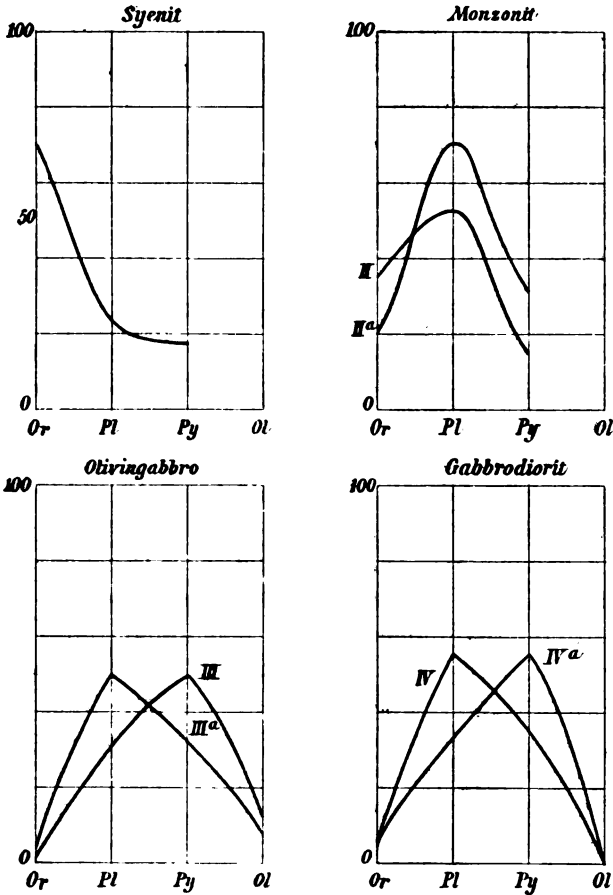 Syenit
100
50
0
Or Pl Py Ol
Monzonit
100
II
IIa
0
Or Pl Py Ol
Olivingabbro
100
III
IIIa
0
Or Pl Py Ol
Gabbrodiorit
100
IV
IVa
0
Or Pl Py Ol